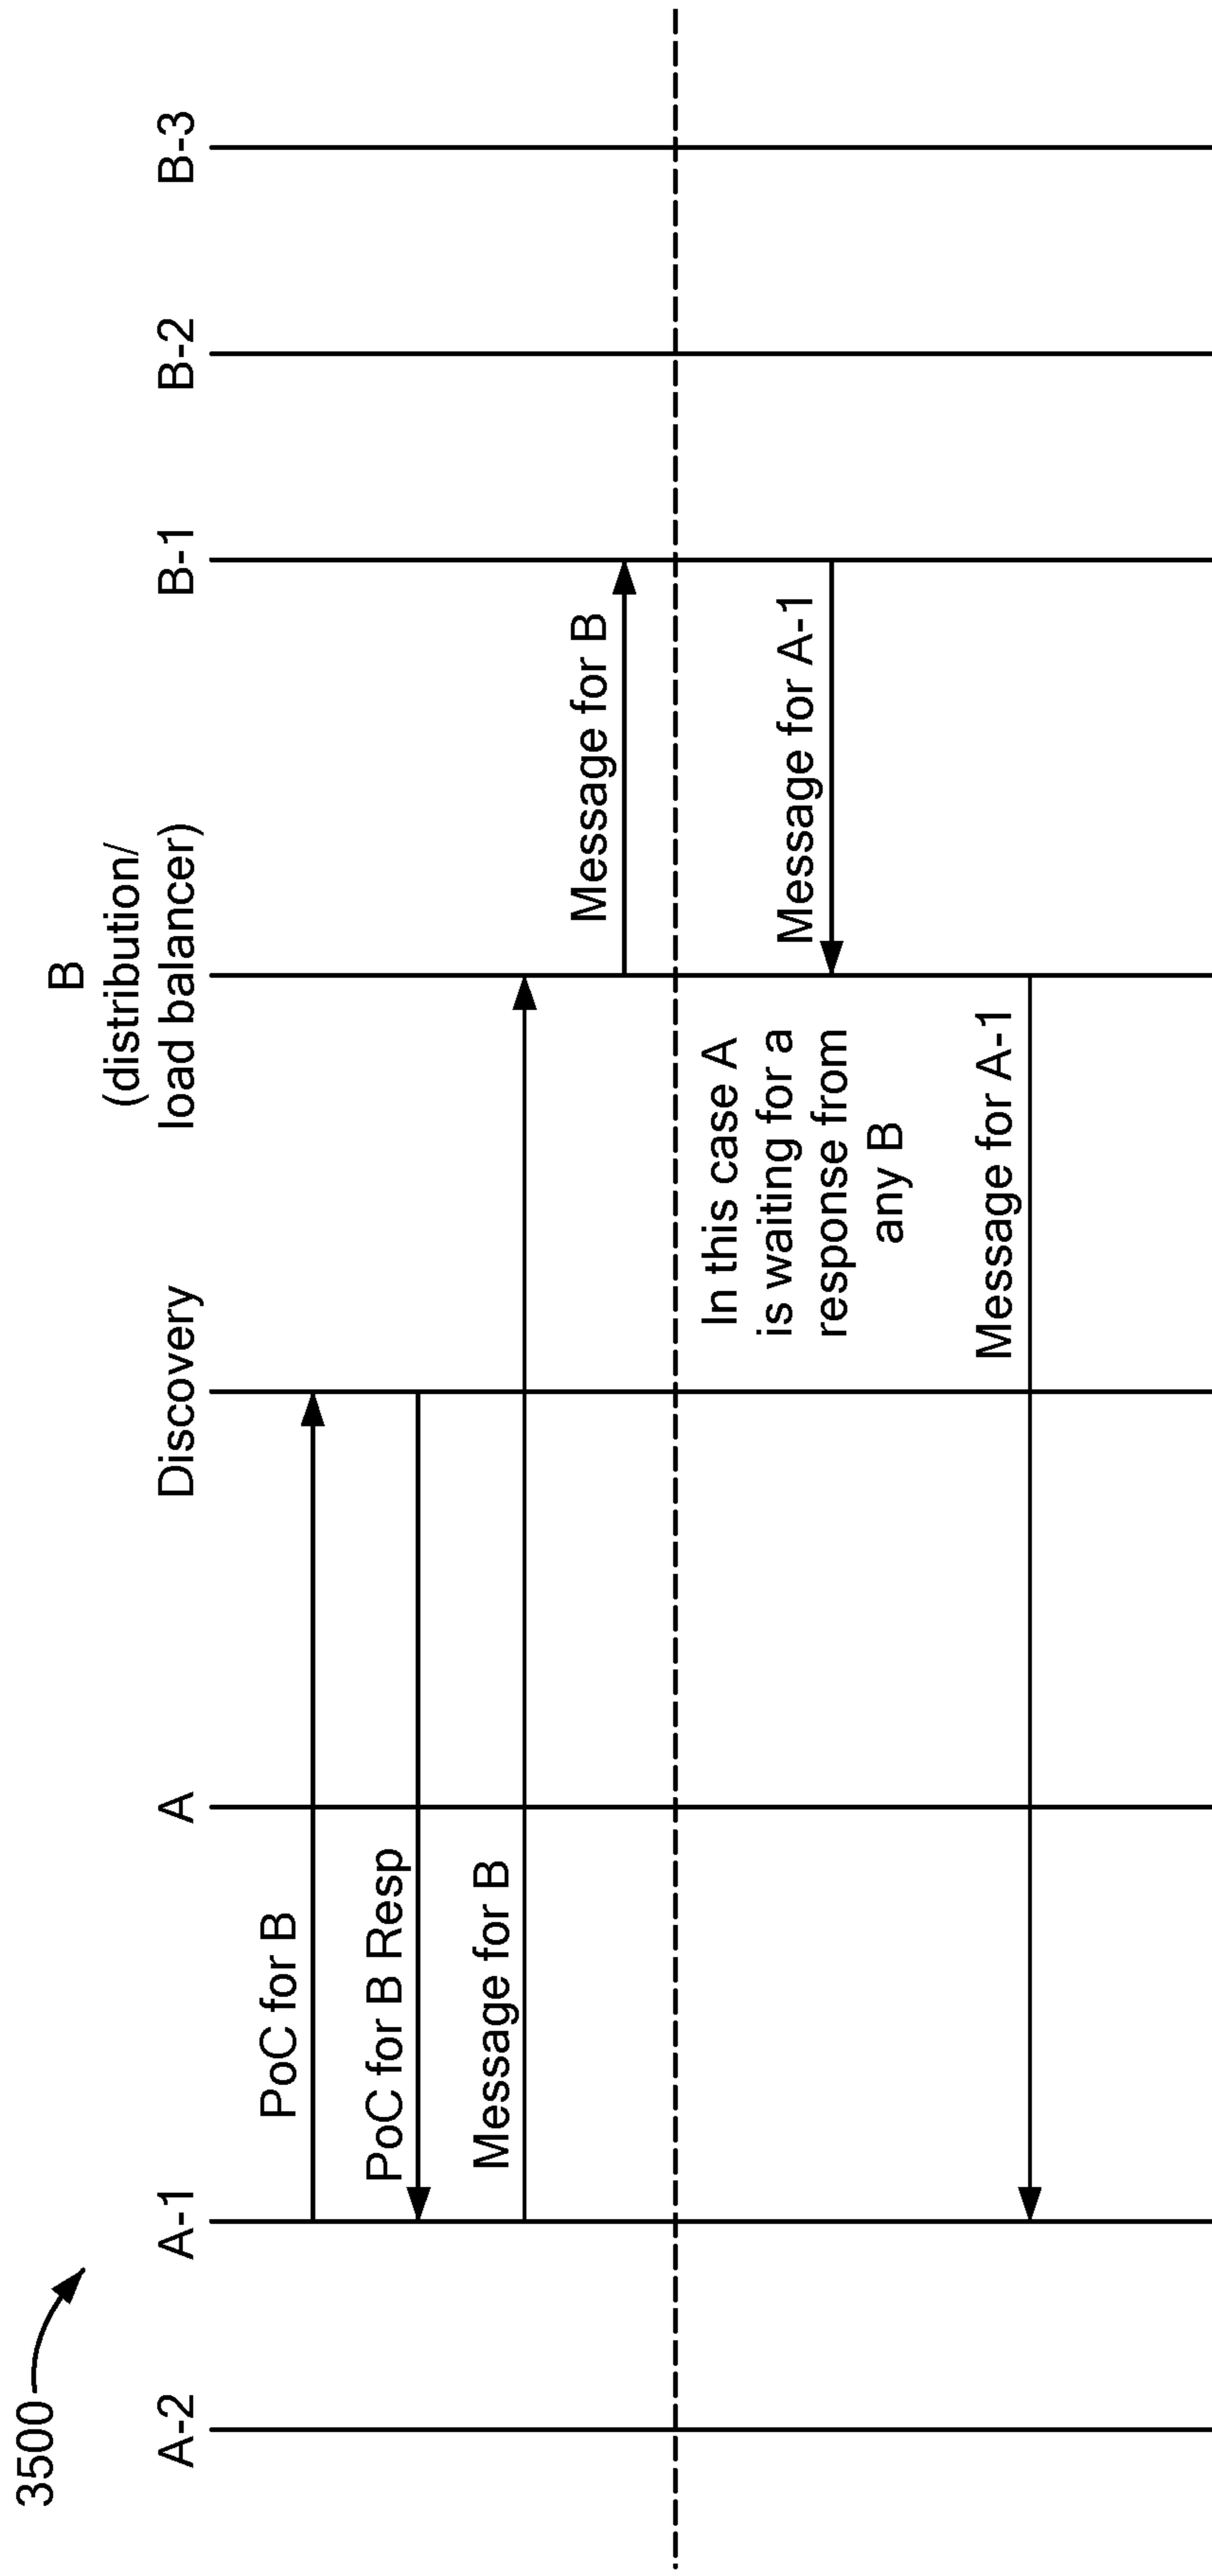 3500
A-2
A-1
A
Discovery
B
(distribution/
load balancer)
B-1
B-2
B-3
PoC for B
PoC for B Resp
Message for B
Message for B
In this case A
is waiting for a
response from
any B
Message for A-1
Message for A-1